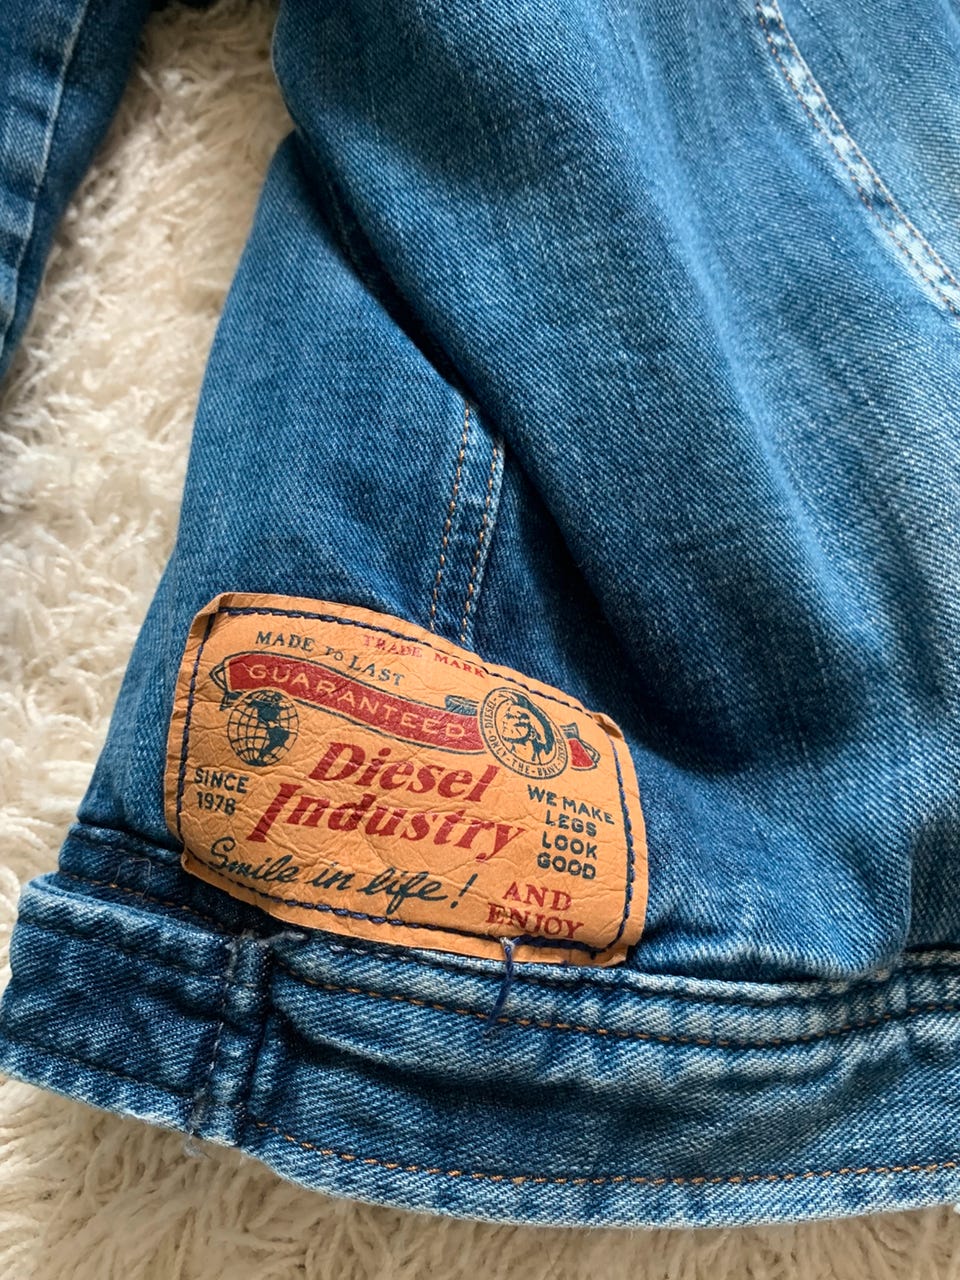 TRADE MARK
MADE TO LAST
GUARANTEED
DIESEL
ONLY·THE·BRAVE
Diesel
Industry
SINCE
1978
WE MAKE
LEGS
LOOK
GOOD
Smile in life!
AND
ENJOY